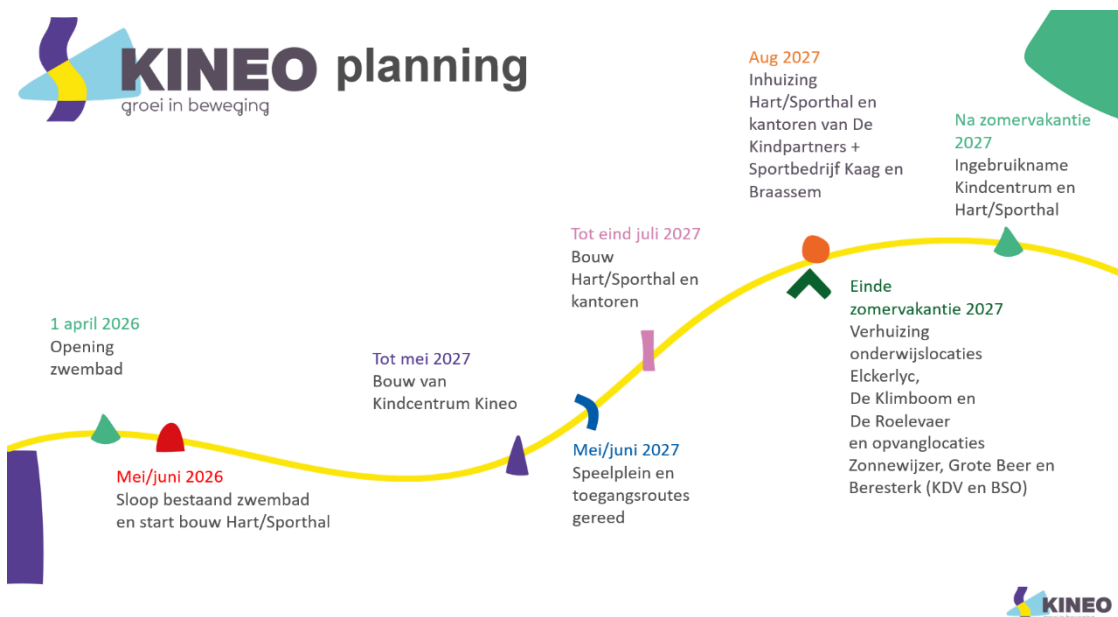 KINEO planning
groei in beweging
1 april 2026
Opening
zwembad
Mei/juni 2026
Sloop bestaand zwembad
en start bouw Hart/Sporthal
Tot mei 2027
Bouw van
Kindcentrum Kineo
Mei/juni 2027
Speelplein en
toegangsroutes
gereed
Tot eind juli 2027
Bouw
Hart/Sporthal en
kantoren
Aug 2027
Inhuizing
Hart/Sporthal en
kantoren van De
Kindpartners +
Sportbedrijf Kaag en
Braassem
Einde
zomervakantie 2027
Verhuizing
onderwijslocaties
Elckerlyc,
De Klimboom en
De Roelevaer
en opvanglocaties
Zonnewijzer, Grote Beer en
Beresterk (KDV en BSO)
Na zomervakantie
2027
Ingebruikname
Kindcentrum en
Hart/Sporthal
KINEO
groei in beweging